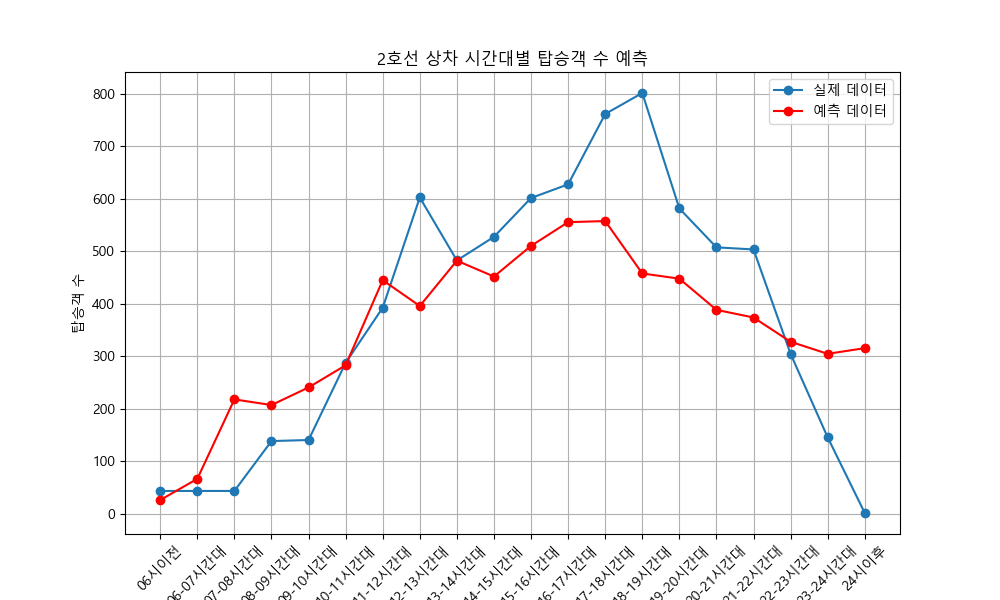 2호선 상차 시간대별 탑승객 수 예측
실제 데이터
예측 데이터
탑승객 수
800
700
600
500
400
300
200
100
0
06시이전
06-07시간대
07-08시간대
08-09시간대
09-10시간대
10-11시간대
11-12시간대
12-13시간대
13-14시간대
14-15시간대
15-16시간대
16-17시간대
17-18시간대
18-19시간대
19-20시간대
20-21시간대
21-22시간대
22-23시간대
23-24시간대
24시이후